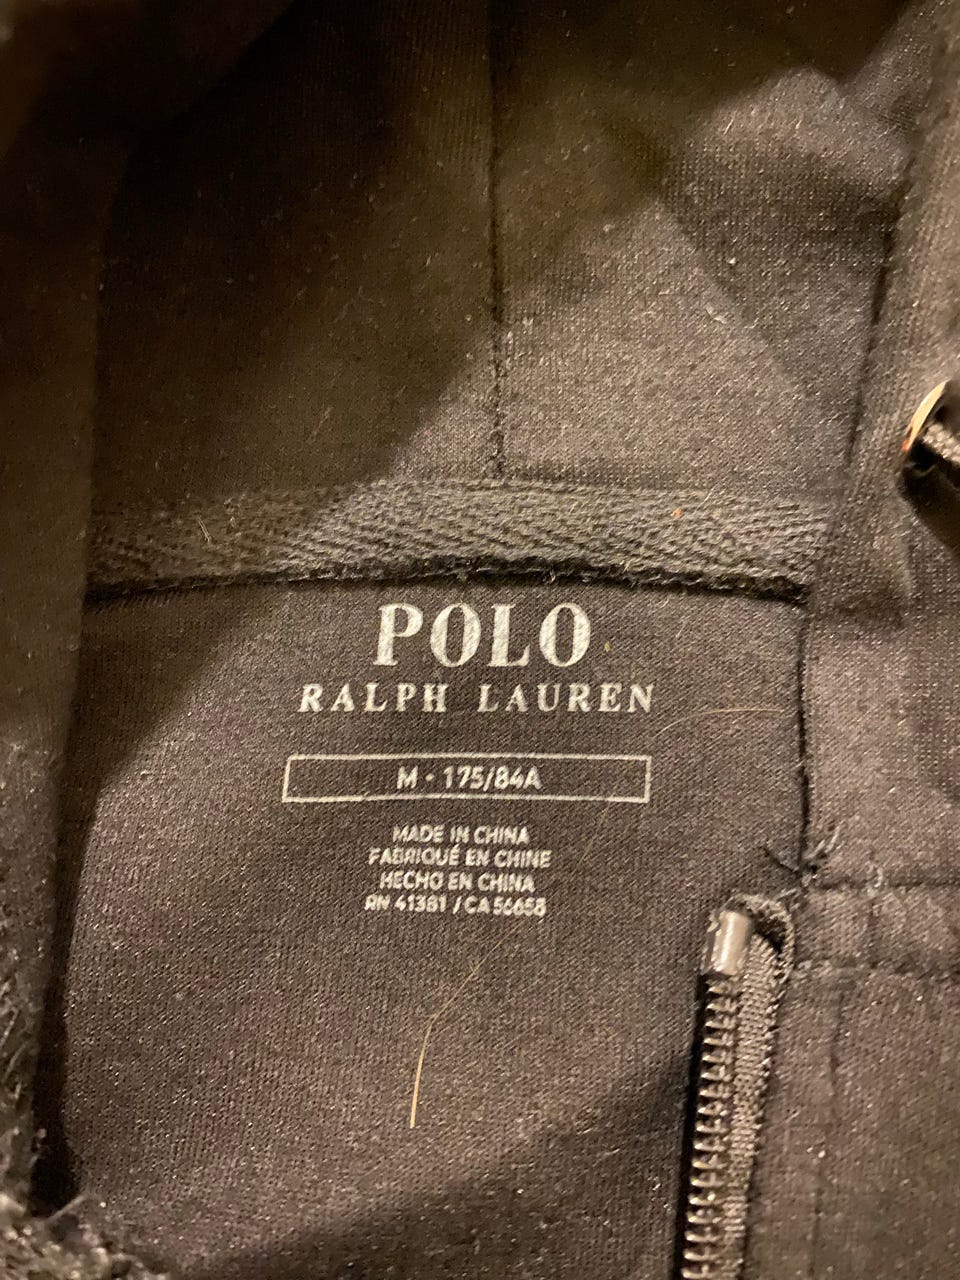 POLO
RALPH LAUREN
M · 175/84A
MADE IN CHINA
FABRIQUÉ EN CHINE
HECHO EN CHINA
RN 41381 / CA 56658